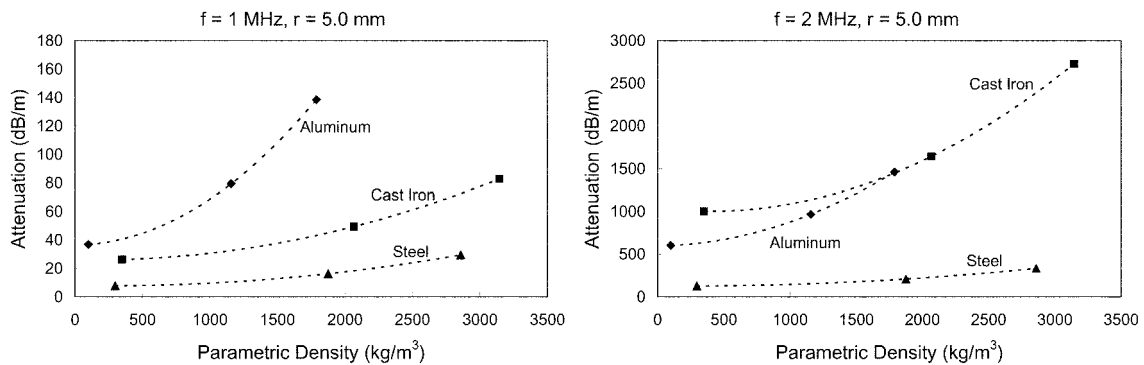 f = 1 MHz, r = 5.0 mm
Attenuation (dB/m)
180
160
140
120
100
80
60
40
20
0
Aluminum
Cast Iron
Steel
0 500 1000 1500 2000 2500 3000 3500
Parametric Density (kg/m³)
f = 2 MHz, r = 5.0 mm
Attenuation (dB/m)
3000
2500
2000
1500
1000
500
0
Cast Iron
Aluminum
Steel
0 500 1000 1500 2000 2500 3000 3500
Parametric Density (kg/m³)